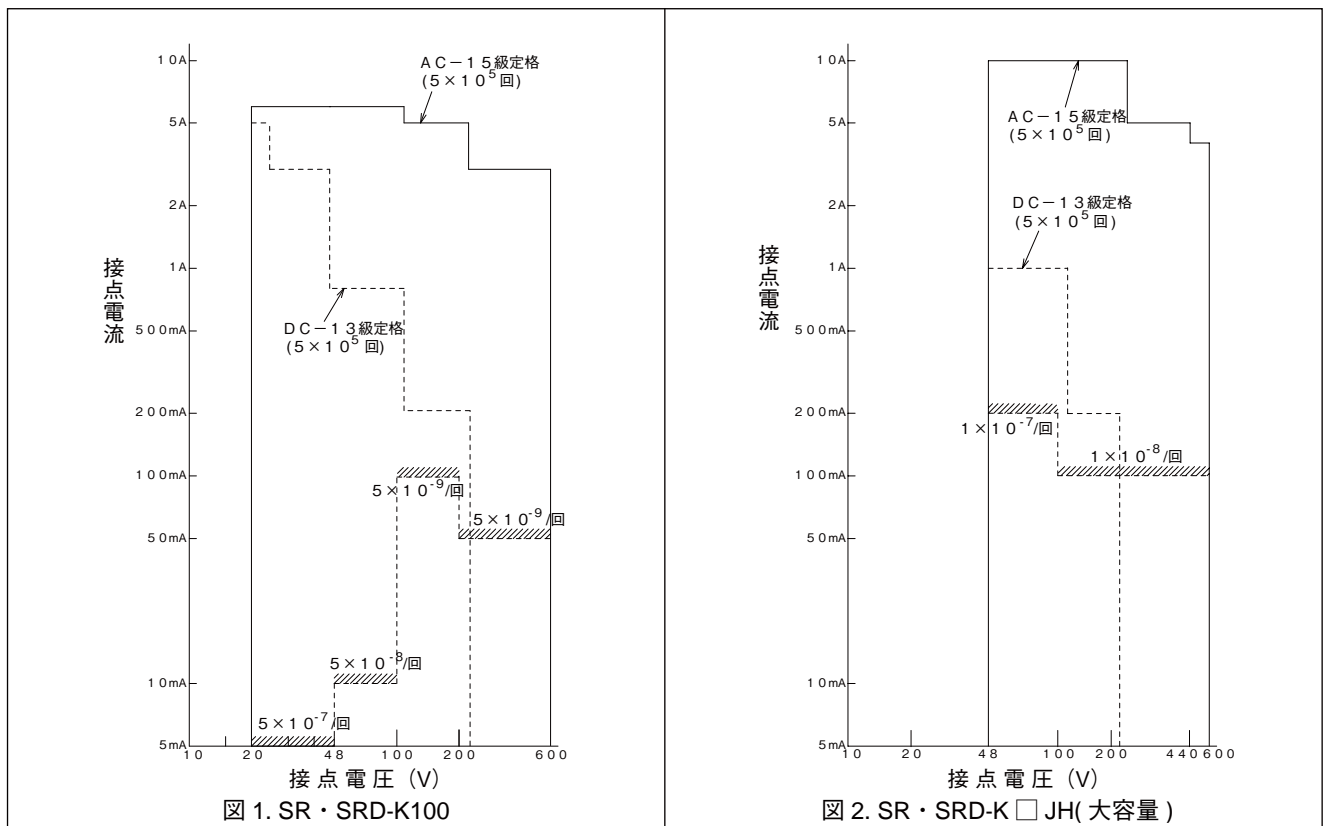 10A
5A
2A
1A
500mA
200mA
100mA
50mA
10mA
5mA
接点電流
AC-15級定格
(5×10⁵回)
DC-13級定格
(5×10⁵回)
5×10⁻⁹/回
5×10⁻⁹/回
5×10⁻⁸/回
5×10⁻⁷/回
10 20 48 100 200 600
接点電圧(V)
図 1. SR・SRD-K100
10A
5A
2A
1A
500mA
200mA
100mA
50mA
10mA
5mA
接点電流
AC-15級定格
(5×10⁵回)
DC-13級定格
(5×10⁵回)
1×10⁻⁷/回
1×10⁻⁸/回
10 20 48 100 200 440 600
接点電圧(V)
図 2. SR・SRD-K □ JH( 大容量 )